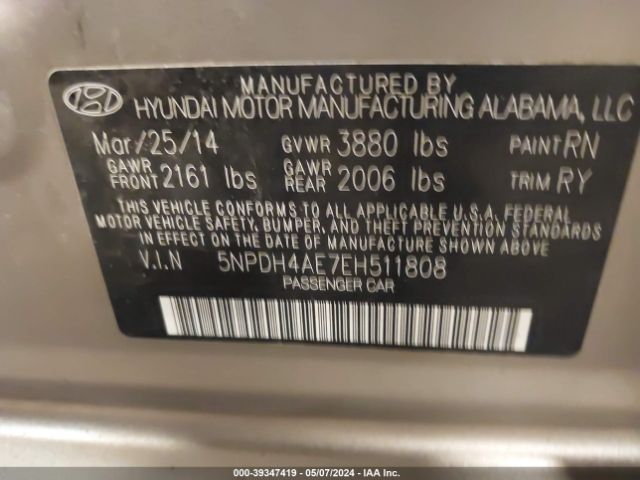 MANUFACTURED BY
HYUNDAI MOTOR MANUFACTURING ALABAMA, LLC
Mar/25/14 GVWR 3880 lbs PAINT RN
GAWR FRONT 2161 lbs GAWR REAR 2006 lbs TRIM RY
THIS VEHICLE CONFORMS TO ALL APPLICABLE U.S.A. FEDERAL
MOTOR VEHICLE SAFETY, BUMPER, AND THEFT PREVENTION
STANDARDS IN EFFECT ON THE DATE OF MANUFACTURE SHOWN ABOVE.
V.I.N 5NPDH4AE7EH511808
PASSENGER CAR
000-39347419 - 05/07/2024 - IAA Inc.